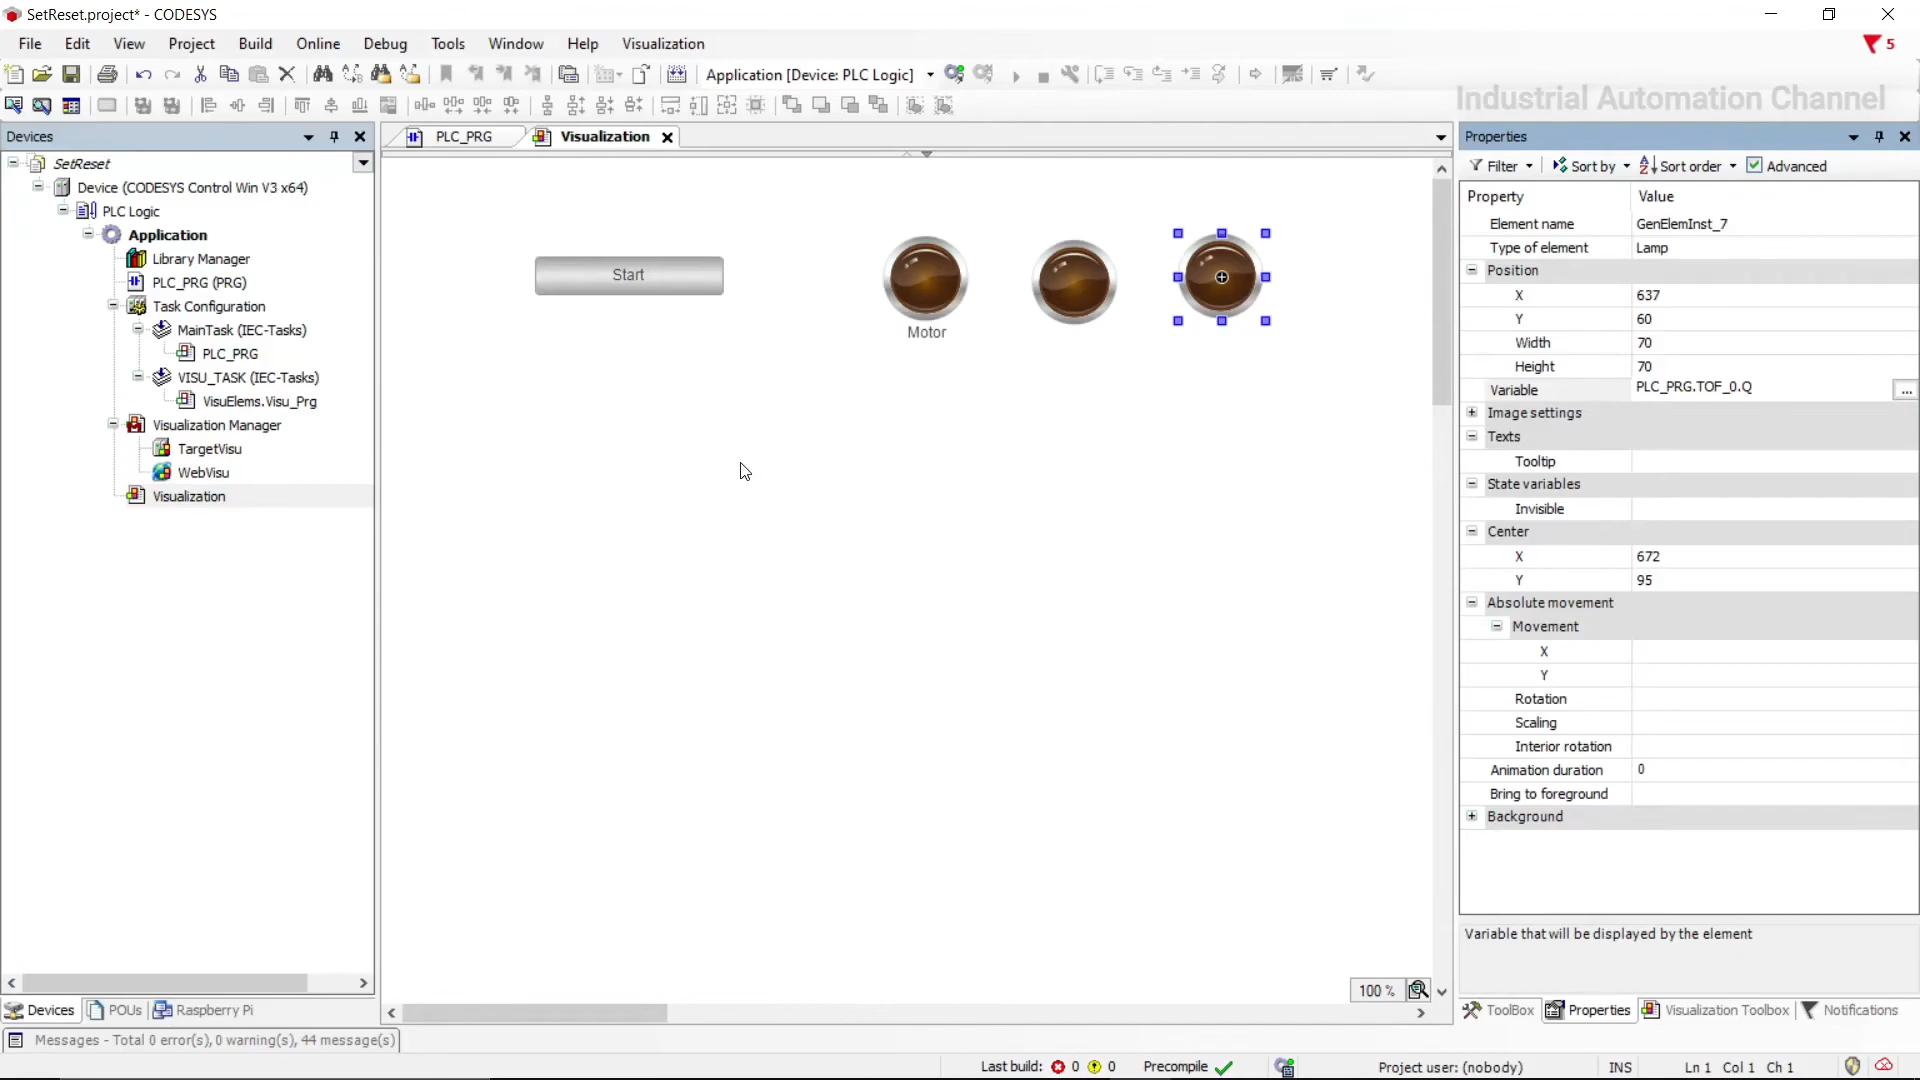 SetReset.project* - CODESYS
File Edit View Project Build Online Debug Tools Window Help Visualization
5
Application [Device: PLC Logic]
Industrial Automation Channel
Devices
PLC_PRG
Visualization
Properties
SetReset
Device (CODESYS Control Win V3 x64)
PLC Logic
Application
Library Manager
PLC_PRG (PRG)
Task Configuration
MainTask (IEC-Tasks)
PLC_PRG
VISU_TASK (IEC-Tasks)
VisuElems.Visu_Prg
Visualization Manager
TargetVisu
WebVisu
Visualization
Start
Motor
Filter Sort by Sort order Advanced
Property Value
Element name GenElemInst_7
Type of element Lamp
Position
X 637
Y 60
Width 70
Height 70
Variable PLC_PRG.TOF_0.Q ...
Image settings
Texts
Tooltip
State variables
Invisible
Center
X 672
Y 95
Absolute movement
Movement
X
Y
Rotation
Scaling
Interior rotation
Animation duration 0
Bring to foreground
Background
Variable that will be displayed by the element
100 %
Devices POUs Raspberry Pi
ToolBox Properties Visualization Toolbox Notifications
Messages - Total 0 error(s), 0 warning(s), 44 message(s)
Last build: 0 0 Precompile Project user: (nobody) INS Ln 1 Col 1 Ch 1